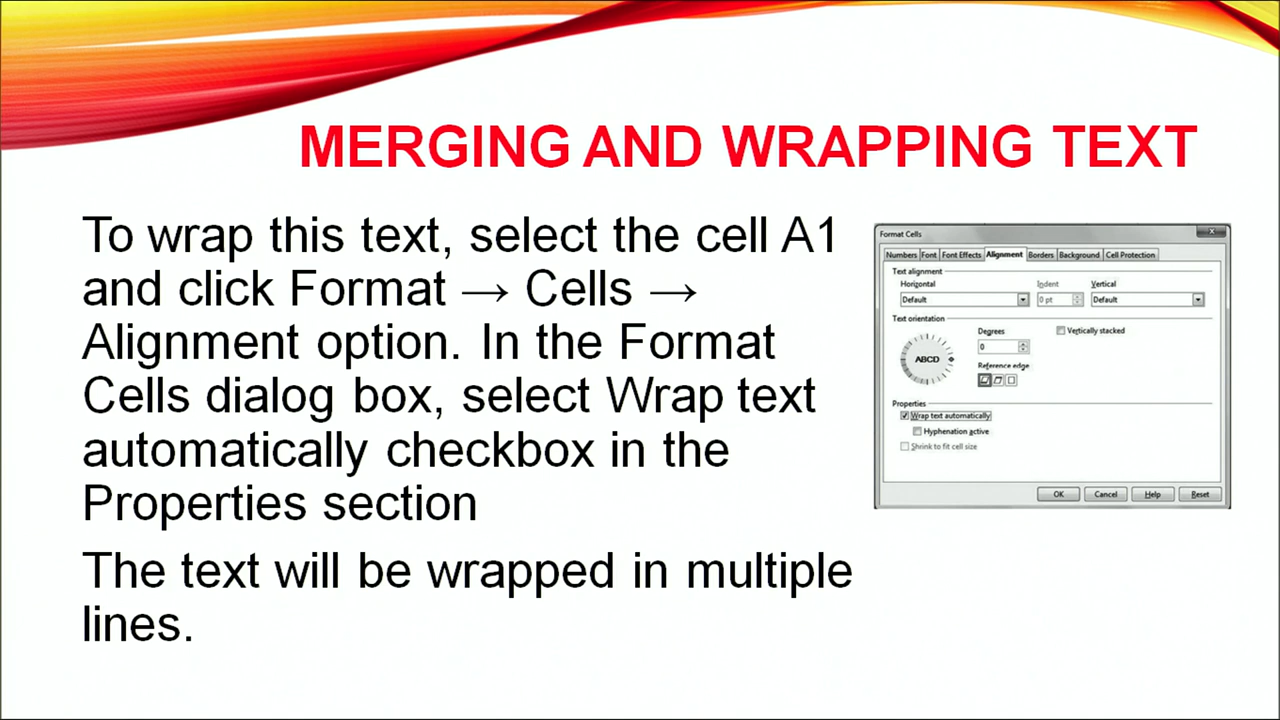 MERGING AND WRAPPING TEXT
To wrap this text, select the cell A1
and click Format → Cells →
Alignment option. In the Format
Cells dialog box, select Wrap text
automatically checkbox in the
Properties section
The text will be wrapped in multiple
lines.
Format Cells
Numbers Font Font Effects Alignment Borders Background Cell Protection
Text alignment
Horizontal Indent Vertical
Default 0 pt Default
Text orientation
Degrees Vertically stacked
0
ABCD
Reference edge
Properties
Wrap text automatically
Hyphenation active
Shrink to fit cell size
OK Cancel Help Reset